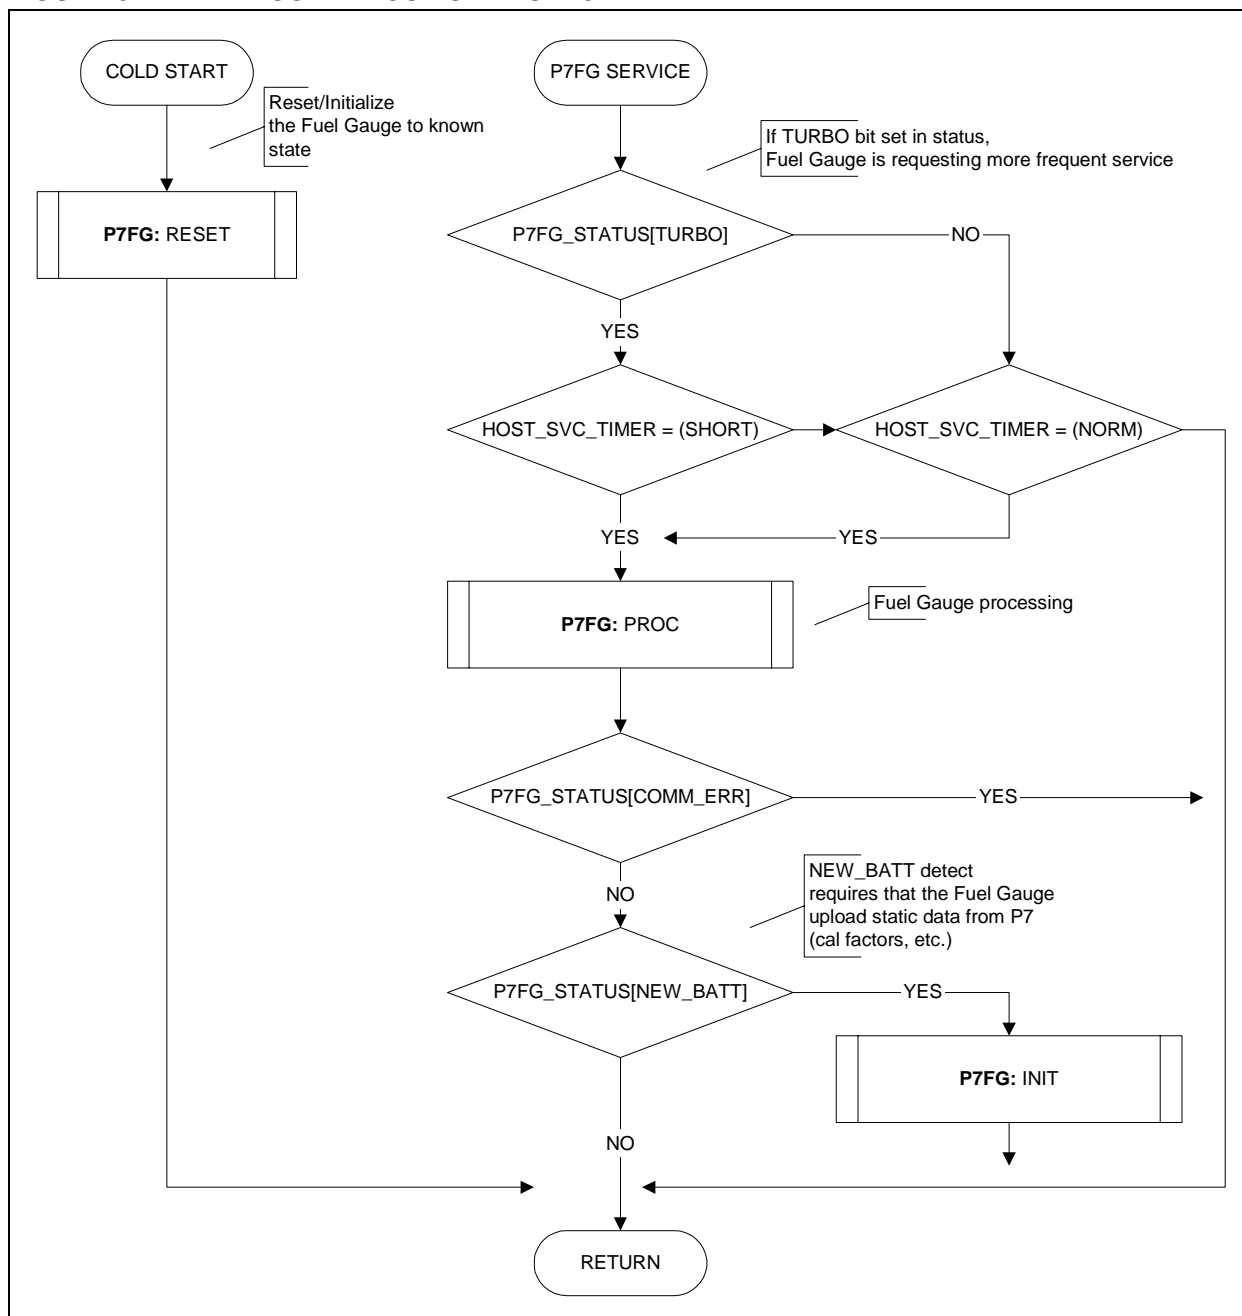 COLD START
P7FG SERVICE
Reset/Initialize
the Fuel Gauge to known
state
If TURBO bit set in status,
Fuel Gauge is requesting more frequent service
P7FG: RESET
P7FG_STATUS[TURBO]
NO
YES
HOST_SVC_TIMER = (SHORT)
HOST_SVC_TIMER = (NORM)
YES
YES
P7FG: PROC
Fuel Gauge processing
P7FG_STATUS[COMM_ERR]
YES
NO
NEW_BATT detect
requires that the Fuel Gauge
upload static data from P7
(cal factors, etc.)
P7FG_STATUS[NEW_BATT]
YES
P7FG: INIT
NO
RETURN